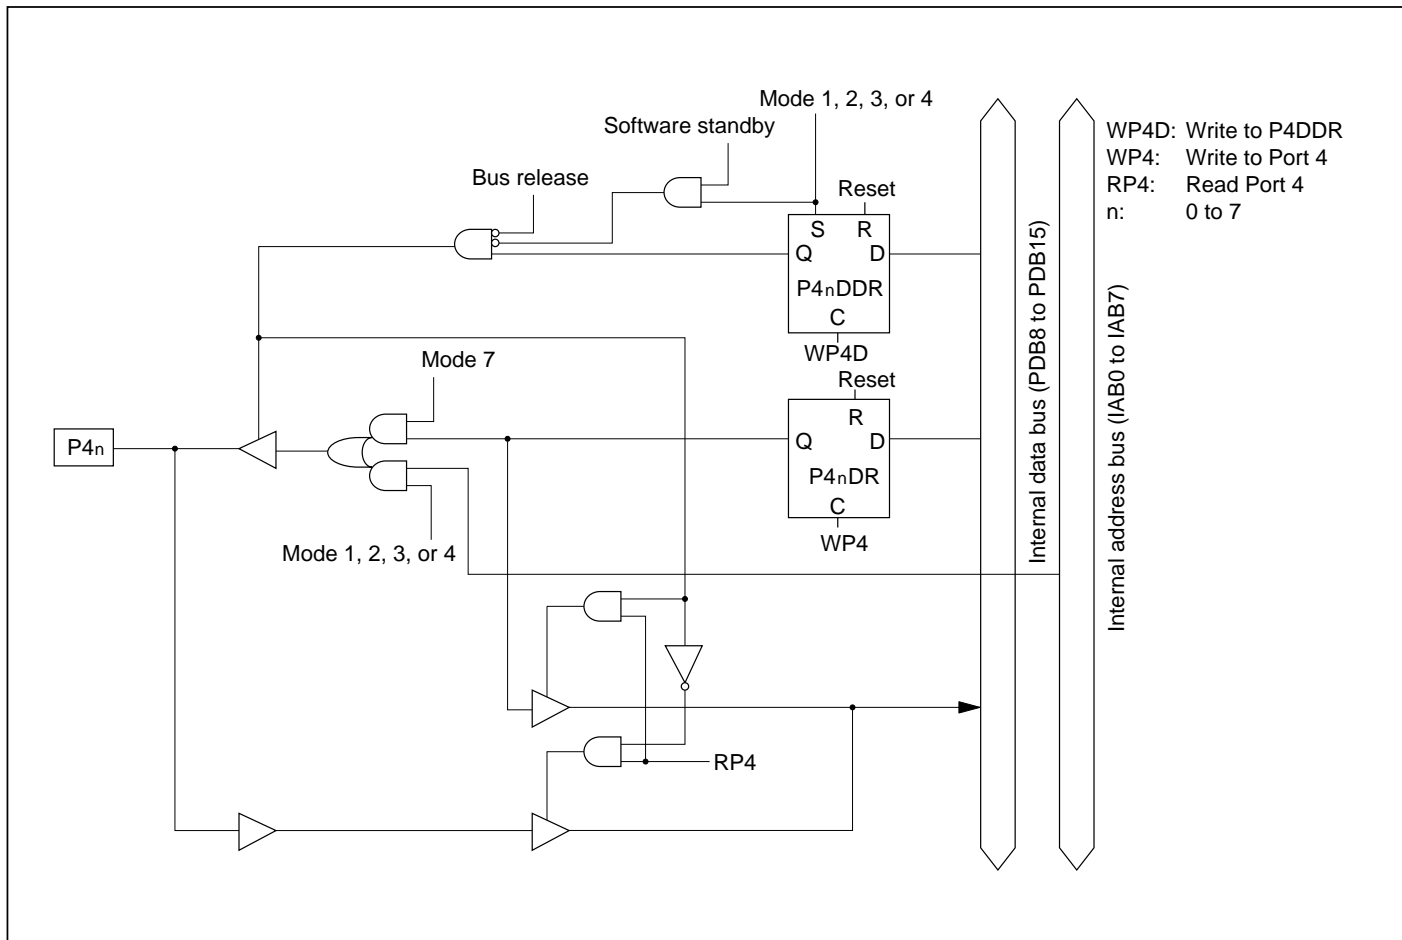 Mode 1, 2, 3, or 4
Software standby
Bus release
Reset
S R
Q D
P4nDDR
C
WP4D
WP4D: Write to P4DDR
WP4: Write to Port 4
RP4: Read Port 4
n: 0 to 7
Mode 7
Reset
R
Q D
P4nDR
C
WP4
P4n
Mode 1, 2, 3, or 4
RP4
Internal data bus (PDB8 to PDB15)
Internal address bus (IAB0 to IAB7)